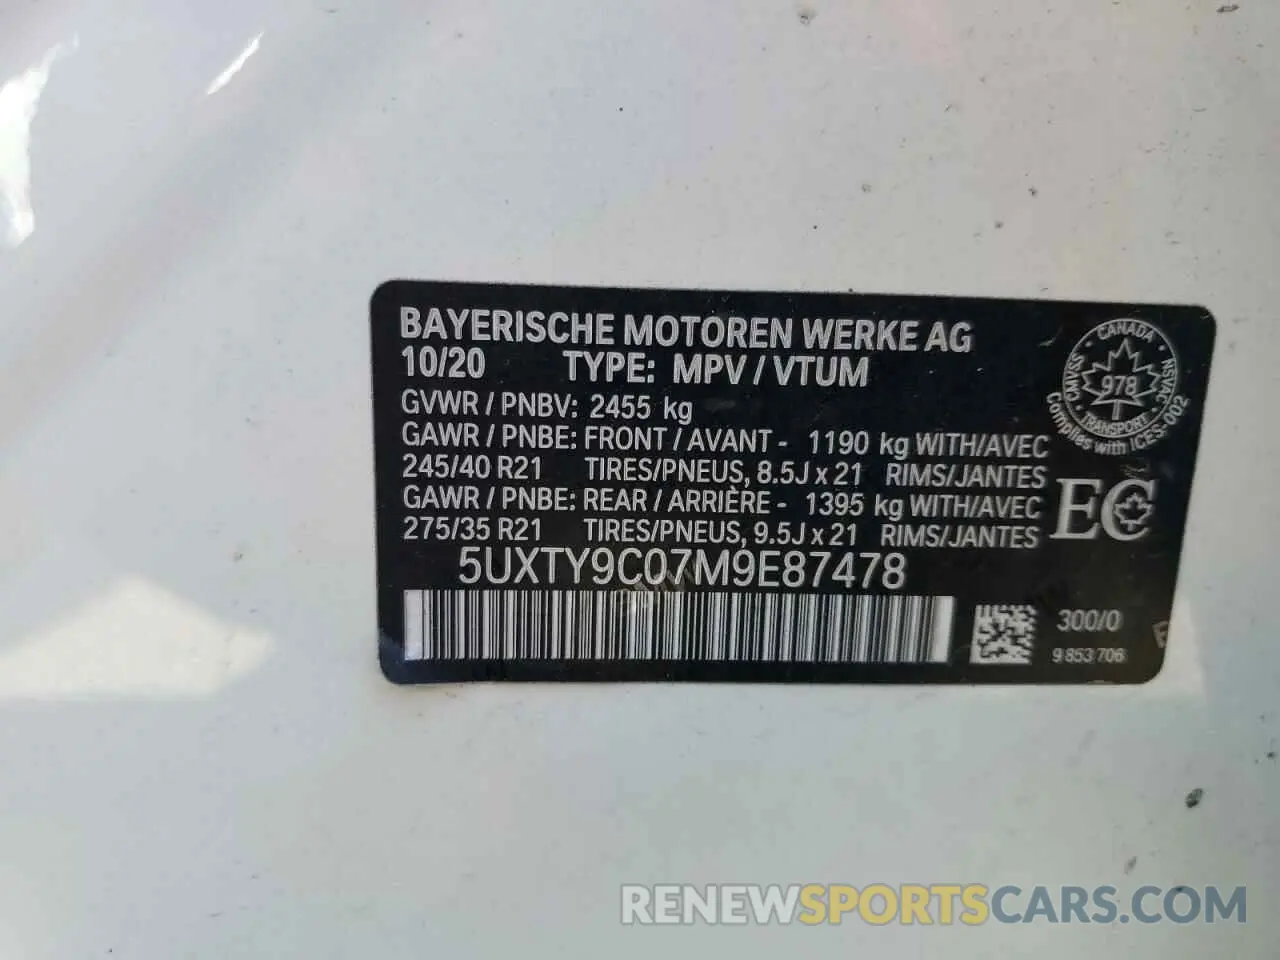 BAYERISCHE MOTOREN WERKE AG
10/20 TYPE: MPV / VTUM
GVWR / PNBV: 2455 kg
GAWR / PNBE: FRONT / AVANT - 1190 kg WITH/AVEC
245/40 R21 TIRES/PNEUS, 8.5J x 21 RIMS/JANTES
GAWR / PNBE: REAR / ARRIÈRE - 1395 kg WITH/AVEC
275/35 R21 TIRES/PNEUS, 9.5J x 21 RIMS/JANTES
5UXTY9C07M9E87478
CANADA
CMVSS NSVAC
978
TRANSPORT
Complies with ICES-002
EC
300/0
9 853 706
RENEWSPORTSCARS.COM